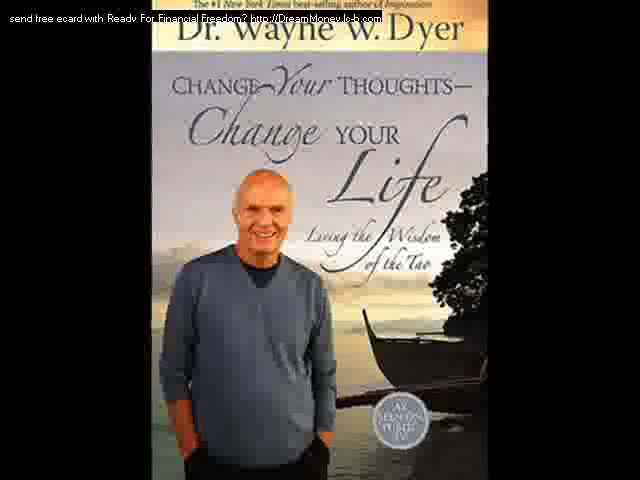 send free ecard with Ready For Financial Freedom? http://DreamMoney.lc-b.com
The #1 New York Times best-selling author of Inspiration
Dr. Wayne W. Dyer
CHANGE Your THOUGHTS—
Change YOUR
Life
Living the Wisdom
of the Tao
AS
SEEN ON
PUBLIC
TV